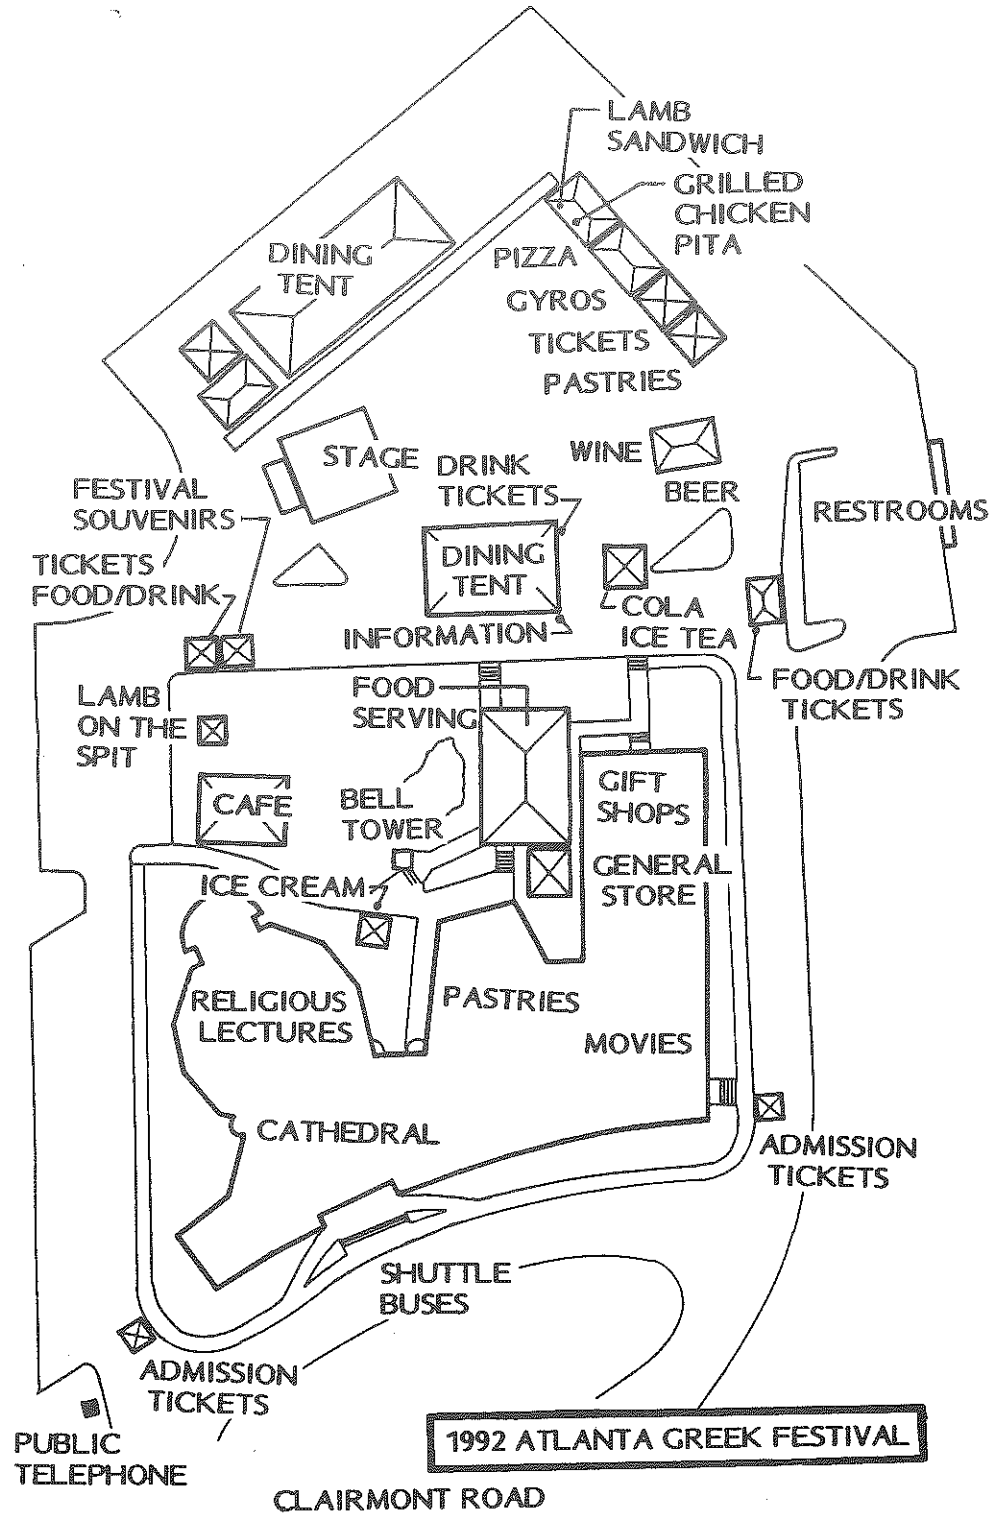 LAMB
SANDWICH
GRILLED
CHICKEN
PITA
DINING
TENT
PIZZA
GYROS
TICKETS
PASTRIES
STAGE
WINE
BEER
DRINK
TICKETS
FESTIVAL
SOUVENIRS
RESTROOMS
TICKETS
FOOD/DRINK
DINING
TENT
COLA
ICE TEA
INFORMATION
FOOD/DRINK
TICKETS
LAMB
ON THE
SPIT
FOOD
SERVING
GIFT
SHOPS
CAFE
BELL
TOWER
GENERAL
STORE
ICE CREAM
RELIGIOUS
LECTURES
PASTRIES
MOVIES
CATHEDRAL
ADMISSION
TICKETS
SHUTTLE
BUSES
ADMISSION
TICKETS
PUBLIC
TELEPHONE
1992 ATLANTA GREEK FESTIVAL
CLAIRMONT ROAD